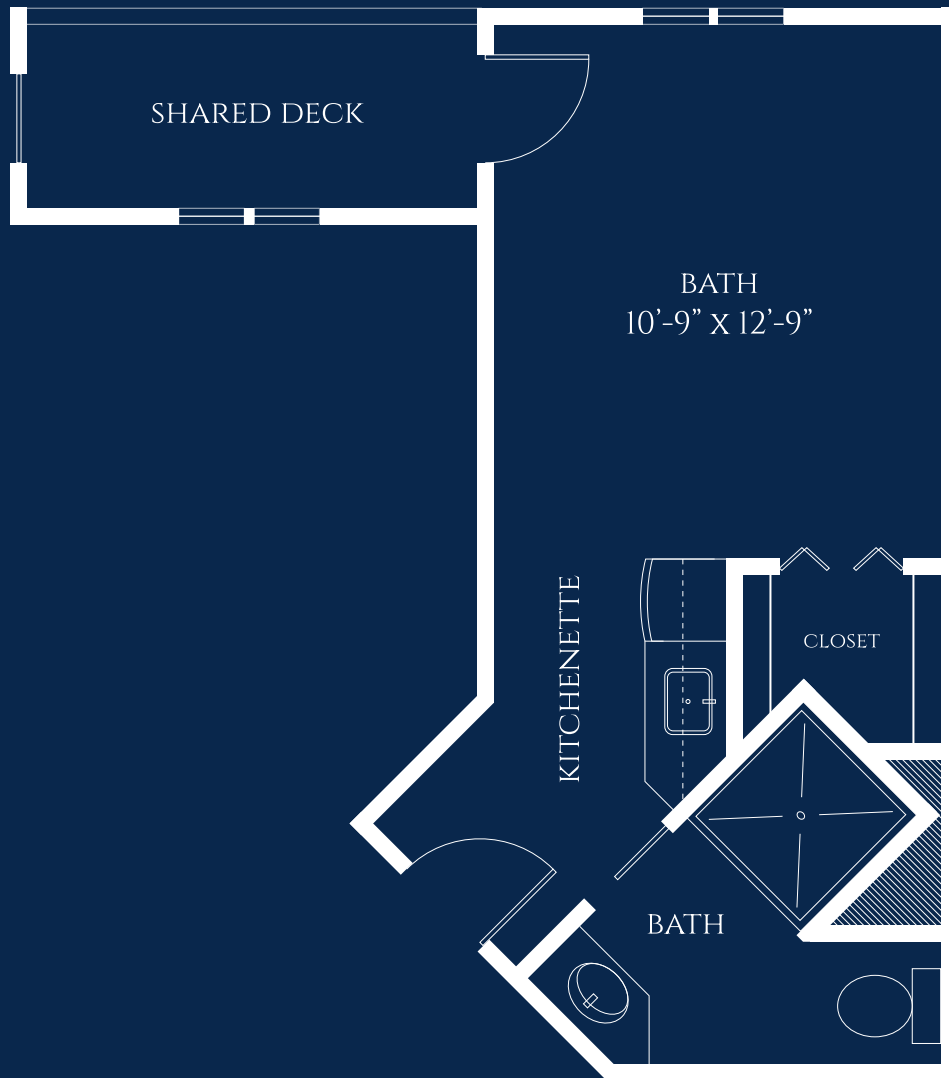 SHARED DECK
BATH
10’-9” X 12’-9”
KITCHENETTE
CLOSET
BATH